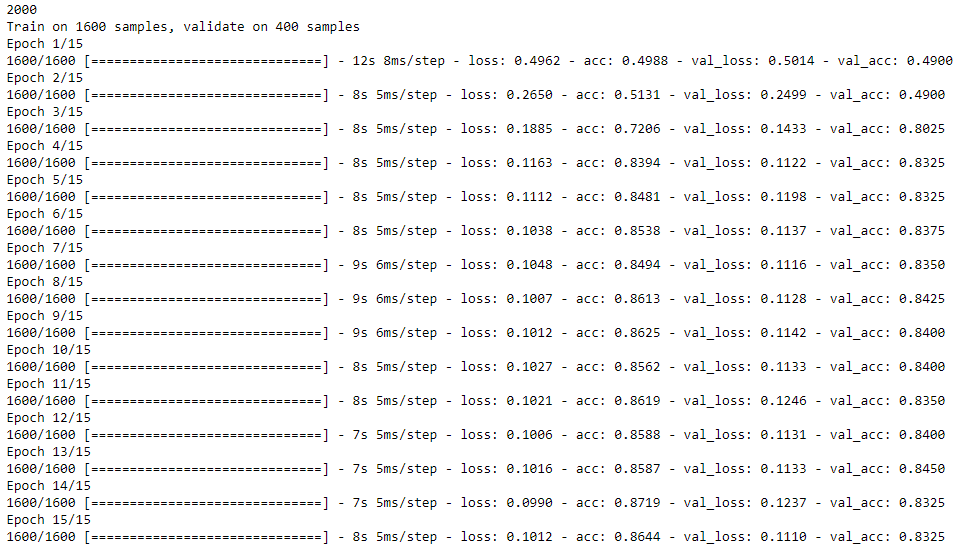 2000
Train on 1600 samples, validate on 400 samples
Epoch 1/15
1600/1600 [==============================] - 12s 8ms/step - loss: 0.4962 - acc: 0.4988 - val_loss: 0.5014 - val_acc: 0.4900
Epoch 2/15
1600/1600 [==============================] - 8s 5ms/step - loss: 0.2650 - acc: 0.5131 - val_loss: 0.2499 - val_acc: 0.4900
Epoch 3/15
1600/1600 [==============================] - 8s 5ms/step - loss: 0.1885 - acc: 0.7206 - val_loss: 0.1433 - val_acc: 0.8025
Epoch 4/15
1600/1600 [==============================] - 8s 5ms/step - loss: 0.1163 - acc: 0.8394 - val_loss: 0.1122 - val_acc: 0.8325
Epoch 5/15
1600/1600 [==============================] - 8s 5ms/step - loss: 0.1112 - acc: 0.8481 - val_loss: 0.1198 - val_acc: 0.8325
Epoch 6/15
1600/1600 [==============================] - 8s 5ms/step - loss: 0.1038 - acc: 0.8538 - val_loss: 0.1137 - val_acc: 0.8375
Epoch 7/15
1600/1600 [==============================] - 9s 6ms/step - loss: 0.1048 - acc: 0.8494 - val_loss: 0.1116 - val_acc: 0.8350
Epoch 8/15
1600/1600 [==============================] - 9s 6ms/step - loss: 0.1007 - acc: 0.8613 - val_loss: 0.1128 - val_acc: 0.8425
Epoch 9/15
1600/1600 [==============================] - 9s 6ms/step - loss: 0.1012 - acc: 0.8625 - val_loss: 0.1142 - val_acc: 0.8400
Epoch 10/15
1600/1600 [==============================] - 8s 5ms/step - loss: 0.1027 - acc: 0.8562 - val_loss: 0.1133 - val_acc: 0.8400
Epoch 11/15
1600/1600 [==============================] - 8s 5ms/step - loss: 0.1021 - acc: 0.8619 - val_loss: 0.1246 - val_acc: 0.8350
Epoch 12/15
1600/1600 [==============================] - 7s 5ms/step - loss: 0.1006 - acc: 0.8588 - val_loss: 0.1131 - val_acc: 0.8400
Epoch 13/15
1600/1600 [==============================] - 7s 5ms/step - loss: 0.1016 - acc: 0.8587 - val_loss: 0.1133 - val_acc: 0.8450
Epoch 14/15
1600/1600 [==============================] - 7s 5ms/step - loss: 0.0990 - acc: 0.8719 - val_loss: 0.1237 - val_acc: 0.8325
Epoch 15/15
1600/1600 [==============================] - 8s 5ms/step - loss: 0.1012 - acc: 0.8644 - val_loss: 0.1110 - val_acc: 0.8325